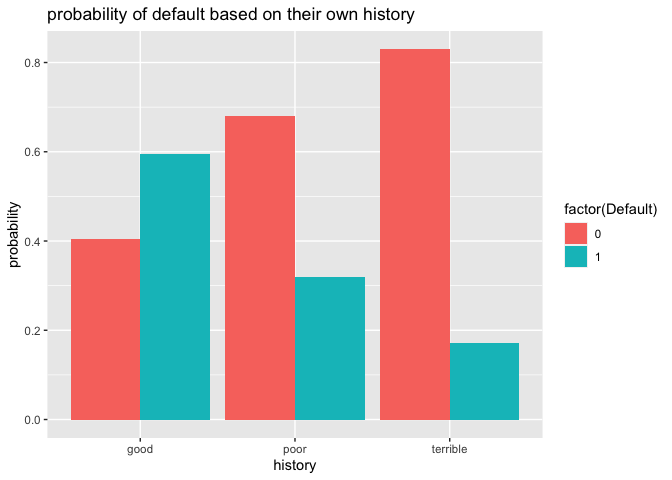 probability of default based on their own history
probability
0.8
0.6
0.4
0.2
0.0
good poor terrible
history
factor(Default)
0
1